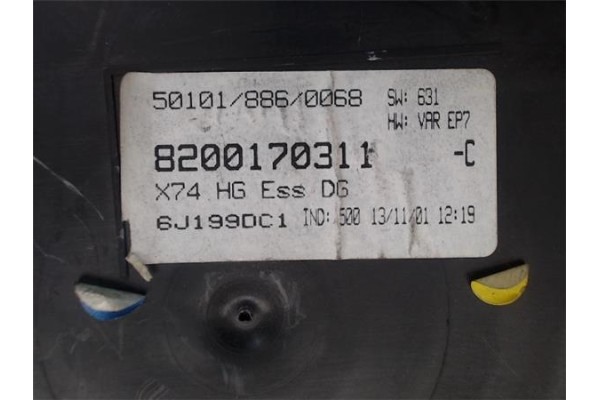 50101/886/0068 SW: 631
HW: VAR EP7
8200170311 -C
X74 HG Ess DG
6J199DC1 IND: 500 13/11/01 12:19